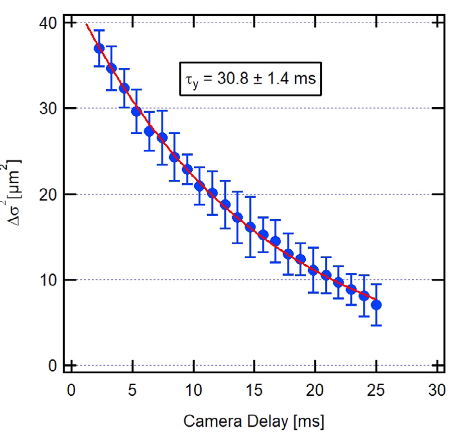 40
30
20
10
0
τy = 30.8 ± 1.4 ms
Δσ² [μm²]
0 5 10 15 20 25 30
Camera Delay [ms]